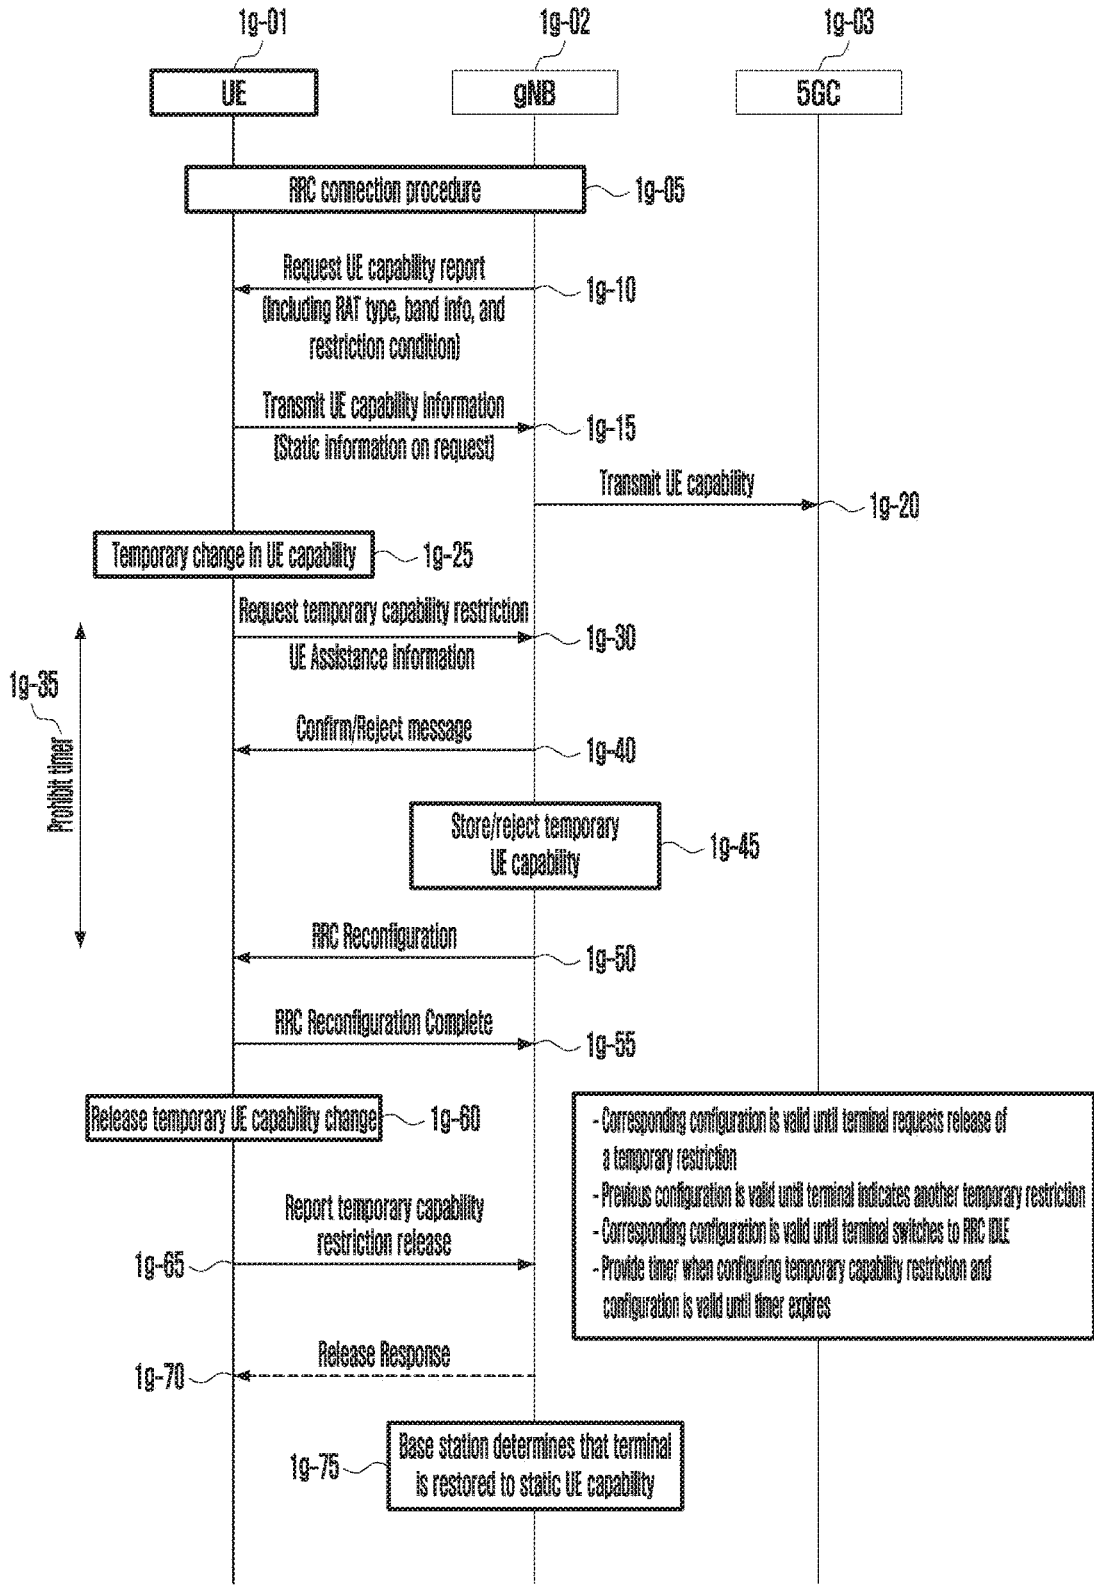 1g-01
1g-02
1g-03
UE
gNB
5GC
RRC connection procedure
1g-05
Request UE capability report
1g-10
(Including RAT type, band info, and
restriction condition)
Transmit UE capability information
1g-15
(Static information on request)
Transmit UE capability
1g-20
Temporary change in UE capability
1g-25
Request temporary capability restriction
1g-30
UE Assistance information
1g-35
Prohibit timer
Confirm/Reject message
1g-40
Store/reject temporary
UE capability
1g-45
RRC Reconfiguration
1g-50
RRC Reconfiguration Complete
1g-55
Release temporary UE capability change
1g-60
- Corresponding configuration is valid until terminal requests release of
a temporary restriction
- Previous configuration is valid until terminal indicates another temporary restriction
- Corresponding configuration is valid until terminal switches to RRC IDLE
- Provide timer when configuring temporary capability restriction and
configuration is valid until timer expires
Report temporary capability
restriction release
1g-65
Release Response
1g-70
Base station determines that terminal
is restored to static UE capability
1g-75